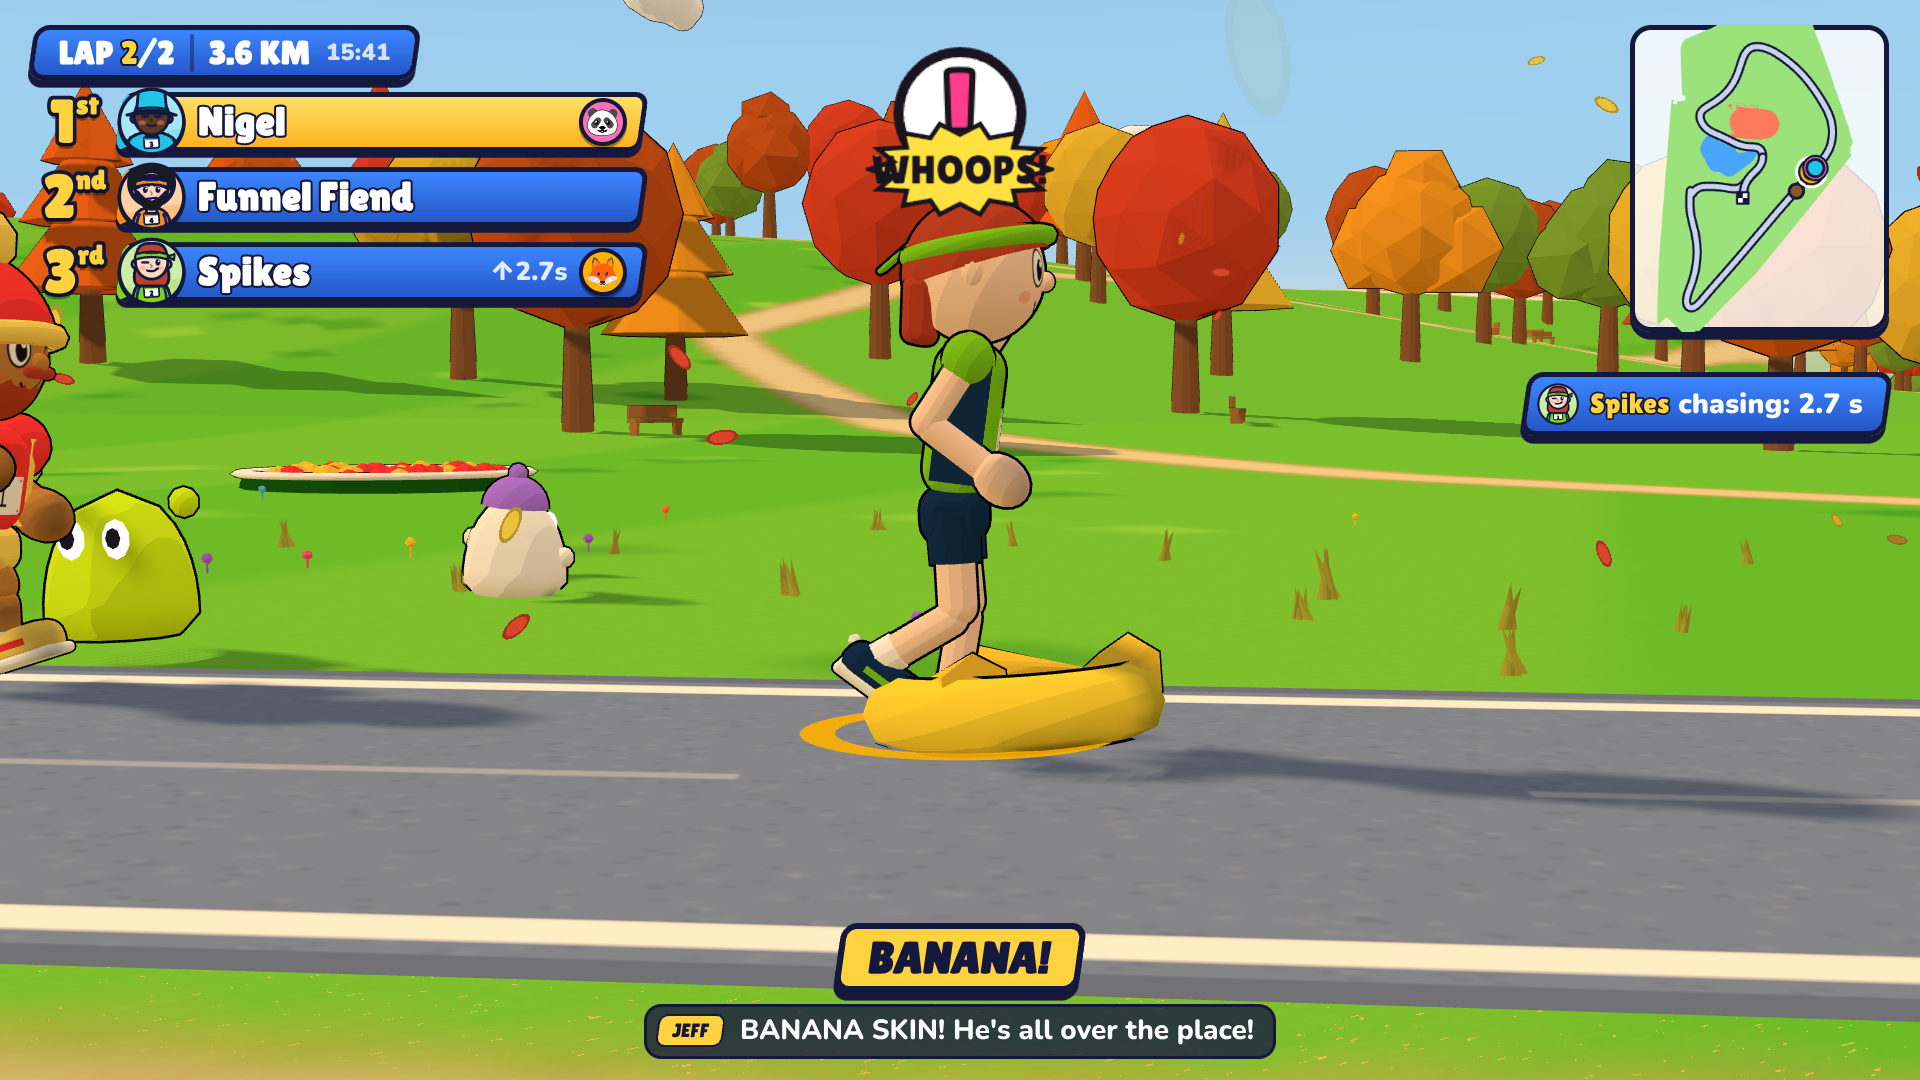 LAP 2/2 3.6 KM 15:41
1st Nigel
2nd Funnel Fiend
3rd Spikes ↑2.7s
WHOOPS!
Spikes chasing: 2.7 s
BANANA!
JEFF BANANA SKIN! He's all over the place!